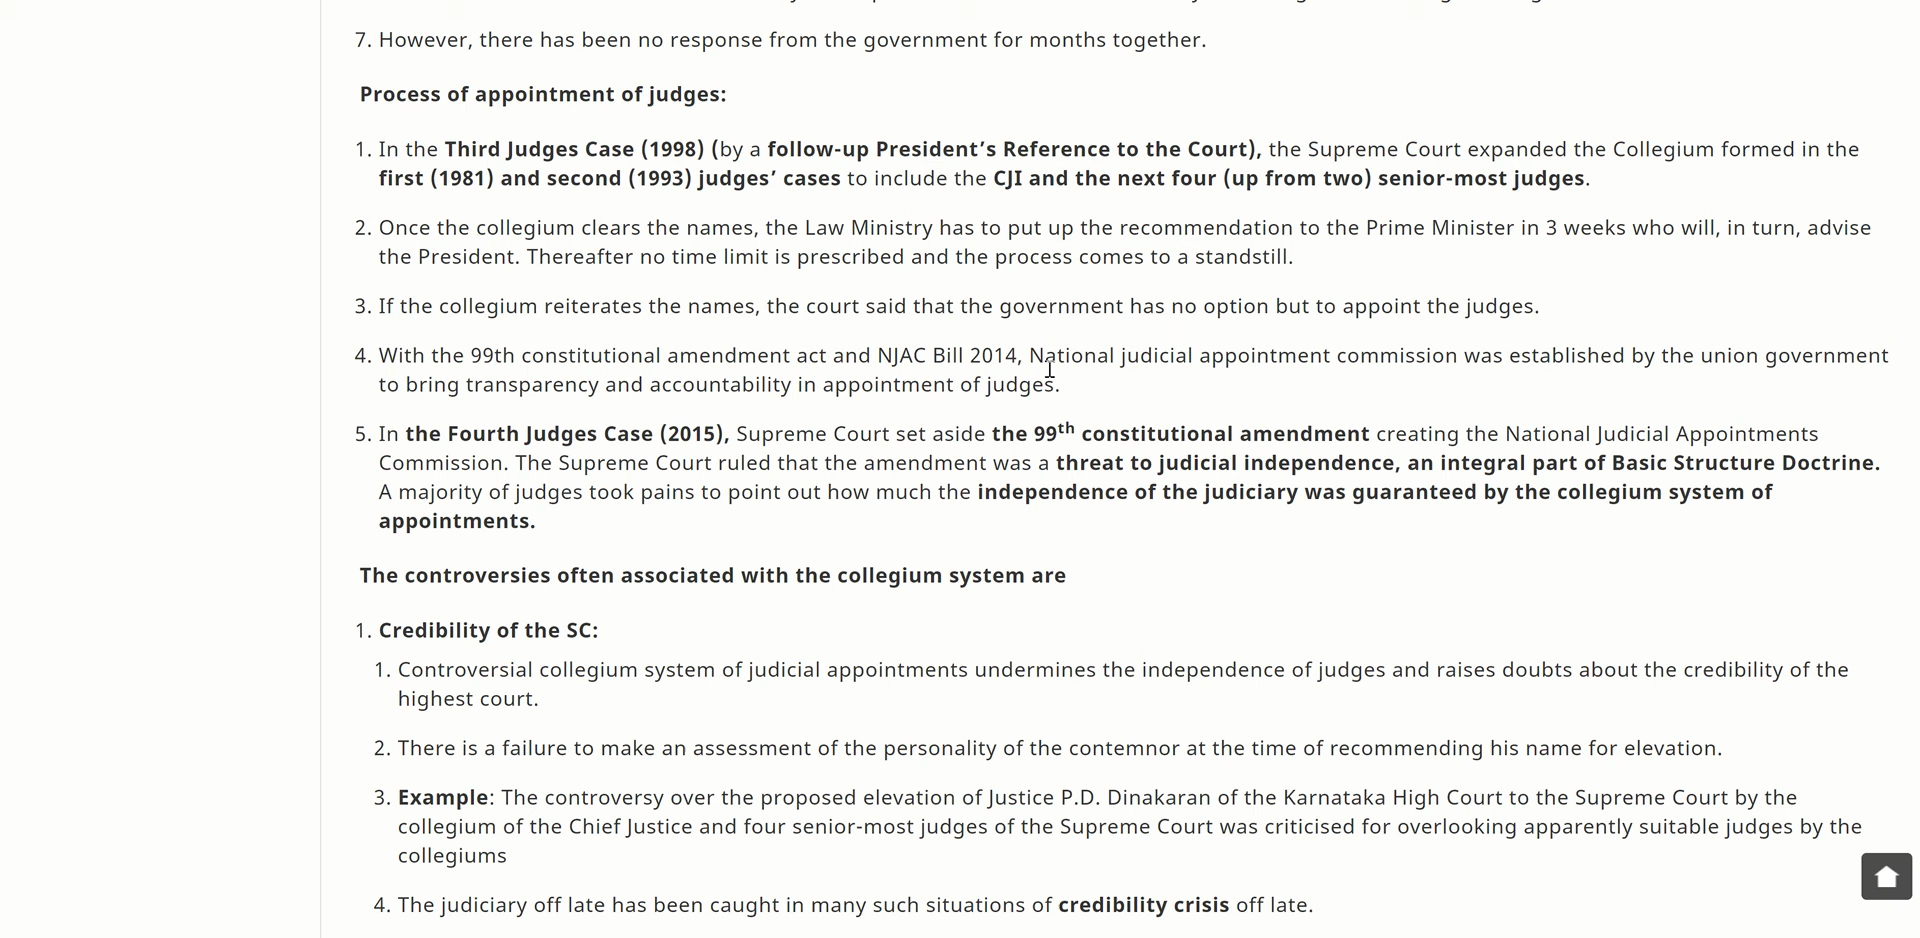 7. However, there has been no response from the government for months together.
Process of appointment of judges:
1. In the Third Judges Case (1998) (by a follow-up President’s Reference to the Court), the Supreme Court expanded the Collegium formed in the
first (1981) and second (1993) judges’ cases to include the CJI and the next four (up from two) senior-most judges.
2. Once the collegium clears the names, the Law Ministry has to put up the recommendation to the Prime Minister in 3 weeks who will, in turn, advise
the President. Thereafter no time limit is prescribed and the process comes to a standstill.
3. If the collegium reiterates the names, the court said that the government has no option but to appoint the judges.
4. With the 99th constitutional amendment act and NJAC Bill 2014, National judicial appointment commission was established by the union government
to bring transparency and accountability in appointment of judges.
5. In the Fourth Judges Case (2015), Supreme Court set aside the 99th constitutional amendment creating the National Judicial Appointments
Commission. The Supreme Court ruled that the amendment was a threat to judicial independence, an integral part of Basic Structure Doctrine.
A majority of judges took pains to point out how much the independence of the judiciary was guaranteed by the collegium system of
appointments.
The controversies often associated with the collegium system are
1. Credibility of the SC:
1. Controversial collegium system of judicial appointments undermines the independence of judges and raises doubts about the credibility of the
highest court.
2. There is a failure to make an assessment of the personality of the contemnor at the time of recommending his name for elevation.
3. Example: The controversy over the proposed elevation of Justice P.D. Dinakaran of the Karnataka High Court to the Supreme Court by the
collegium of the Chief Justice and four senior-most judges of the Supreme Court was criticised for overlooking apparently suitable judges by the
collegiums
4. The judiciary off late has been caught in many such situations of credibility crisis off late.